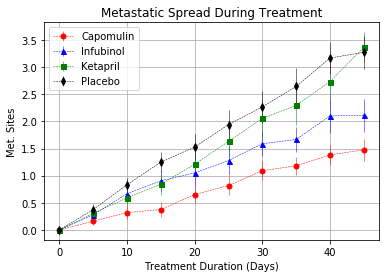 Metastatic Spread During Treatment
Capomulin
Infubinol
Ketapril
Placebo
Met. Sites
3.5
3.0
2.5
2.0
1.5
1.0
0.5
0.0
0 10 20 30 40
Treatment Duration (Days)